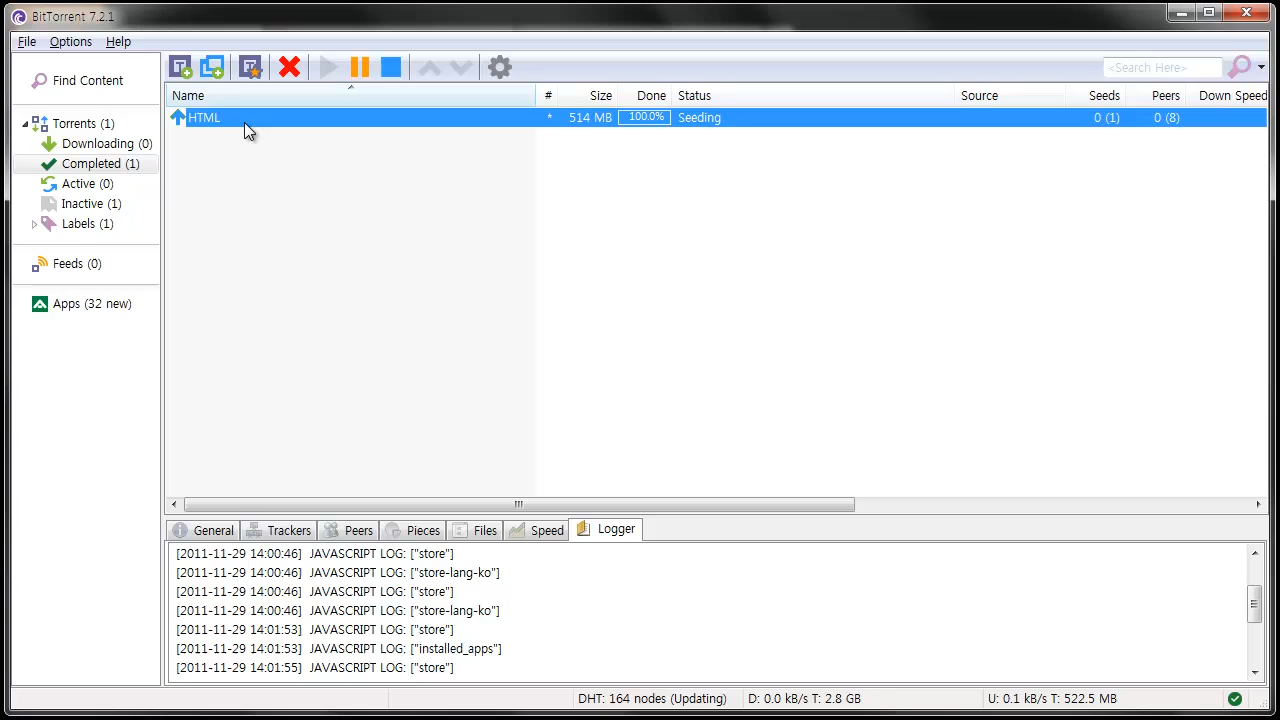 BitTorrent 7.2.1
File Options Help
Find Content
Torrents (1)
Downloading (0)
Completed (1)
Active (0)
Inactive (1)
Labels (1)
Feeds (0)
Apps (32 new)
<Search Here>
Name # Size Done Status Source Seeds Peers Down Speed
HTML * 514 MB 100.0% Seeding 0 (1) 0 (8)
General Trackers Peers Pieces Files Speed Logger
[2011-11-29 14:00:46] JAVASCRIPT LOG: ["store"]
[2011-11-29 14:00:46] JAVASCRIPT LOG: ["store-lang-ko"]
[2011-11-29 14:00:46] JAVASCRIPT LOG: ["store"]
[2011-11-29 14:00:46] JAVASCRIPT LOG: ["store-lang-ko"]
[2011-11-29 14:01:53] JAVASCRIPT LOG: ["store"]
[2011-11-29 14:01:53] JAVASCRIPT LOG: ["installed_apps"]
[2011-11-29 14:01:55] JAVASCRIPT LOG: ["store"]
DHT: 164 nodes (Updating) D: 0.0 kB/s T: 2.8 GB U: 0.1 kB/s T: 522.5 MB